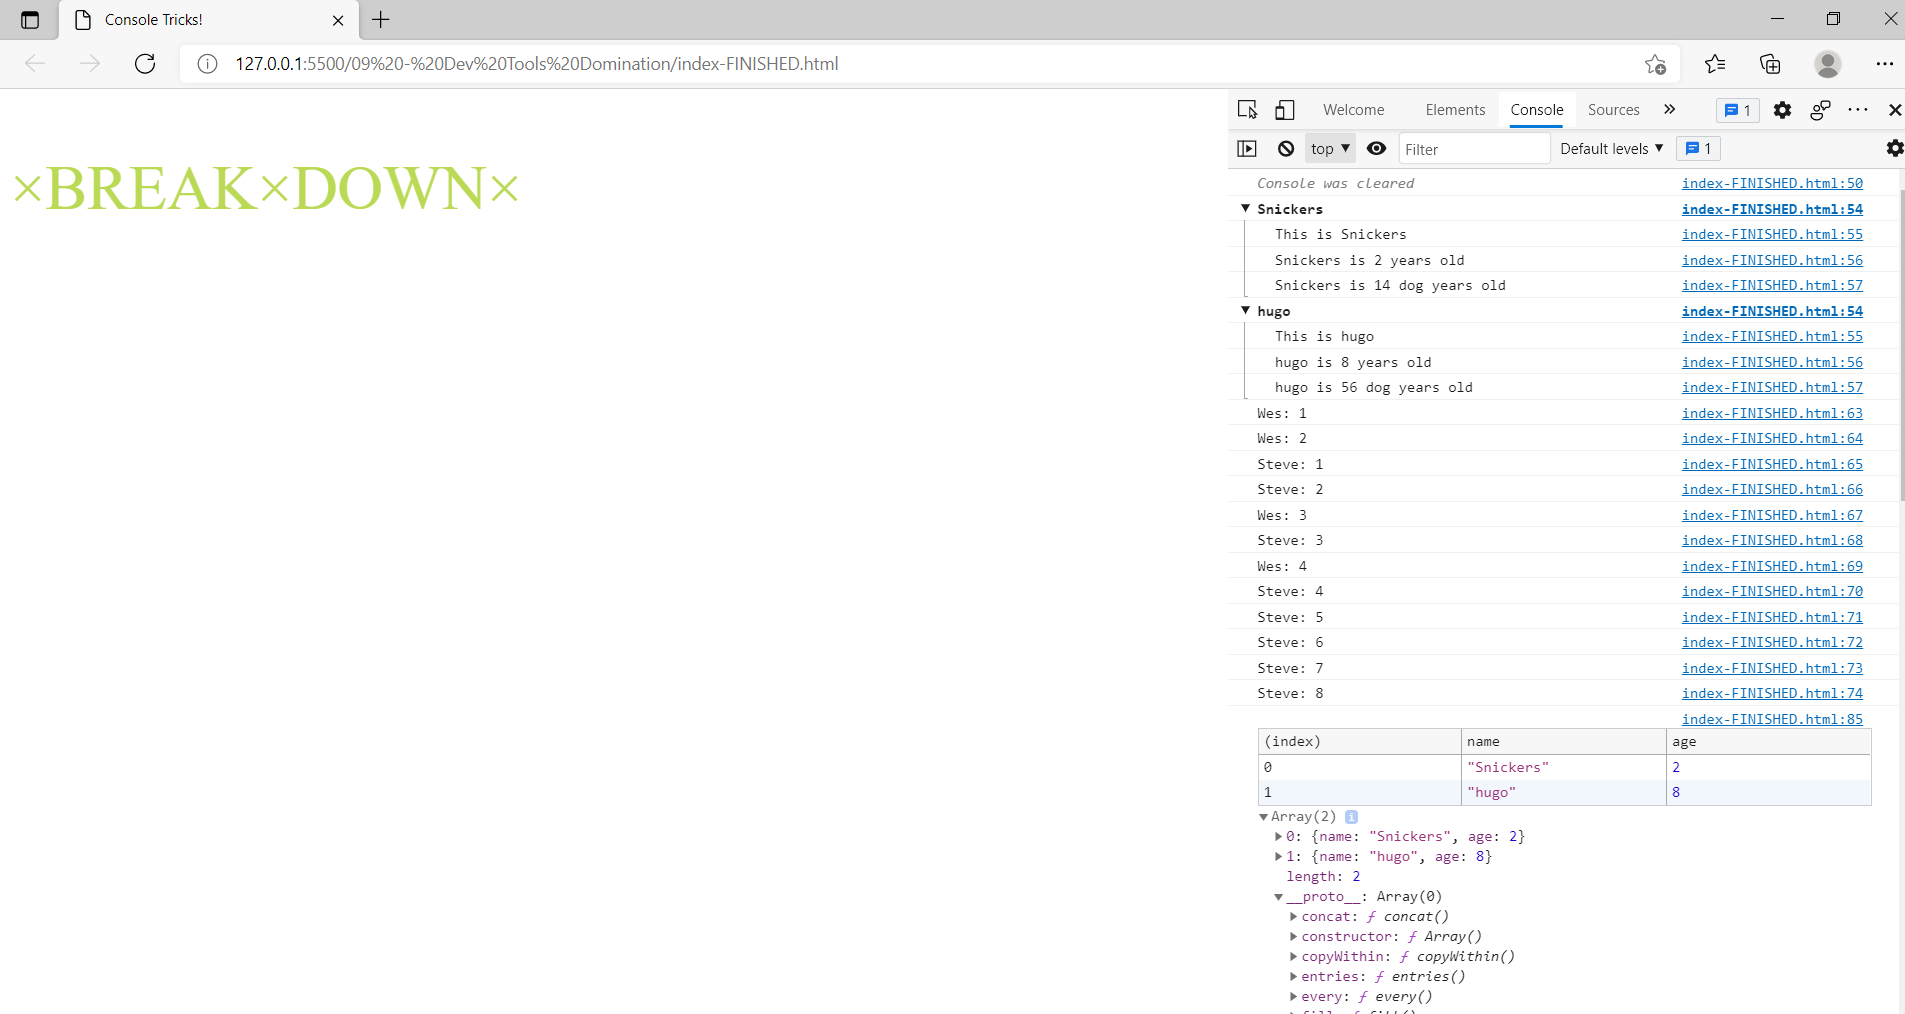 Console Tricks!
127.0.0.1:5500/09%20-%20Dev%20Tools%20Domination/index-FINISHED.html
×BREAK×DOWN×
Welcome Elements Console Sources » 1
top ▼ Filter Default levels ▼ 1
Console was cleared index-FINISHED.html:50
▼ Snickers index-FINISHED.html:54
This is Snickers index-FINISHED.html:55
Snickers is 2 years old index-FINISHED.html:56
Snickers is 14 dog years old index-FINISHED.html:57
▼ hugo index-FINISHED.html:54
This is hugo index-FINISHED.html:55
hugo is 8 years old index-FINISHED.html:56
hugo is 56 dog years old index-FINISHED.html:57
Wes: 1 index-FINISHED.html:63
Wes: 2 index-FINISHED.html:64
Steve: 1 index-FINISHED.html:65
Steve: 2 index-FINISHED.html:66
Wes: 3 index-FINISHED.html:67
Steve: 3 index-FINISHED.html:68
Wes: 4 index-FINISHED.html:69
Steve: 4 index-FINISHED.html:70
Steve: 5 index-FINISHED.html:71
Steve: 6 index-FINISHED.html:72
Steve: 7 index-FINISHED.html:73
Steve: 8 index-FINISHED.html:74
index-FINISHED.html:85
(index) name age
0 "Snickers" 2
1 "hugo" 8
▼Array(2) i
▶0: {name: "Snickers", age: 2}
▶1: {name: "hugo", age: 8}
length: 2
▼__proto__: Array(0)
▶concat: ƒ concat()
▶constructor: ƒ Array()
▶copyWithin: ƒ copyWithin()
▶entries: ƒ entries()
▶every: ƒ every()